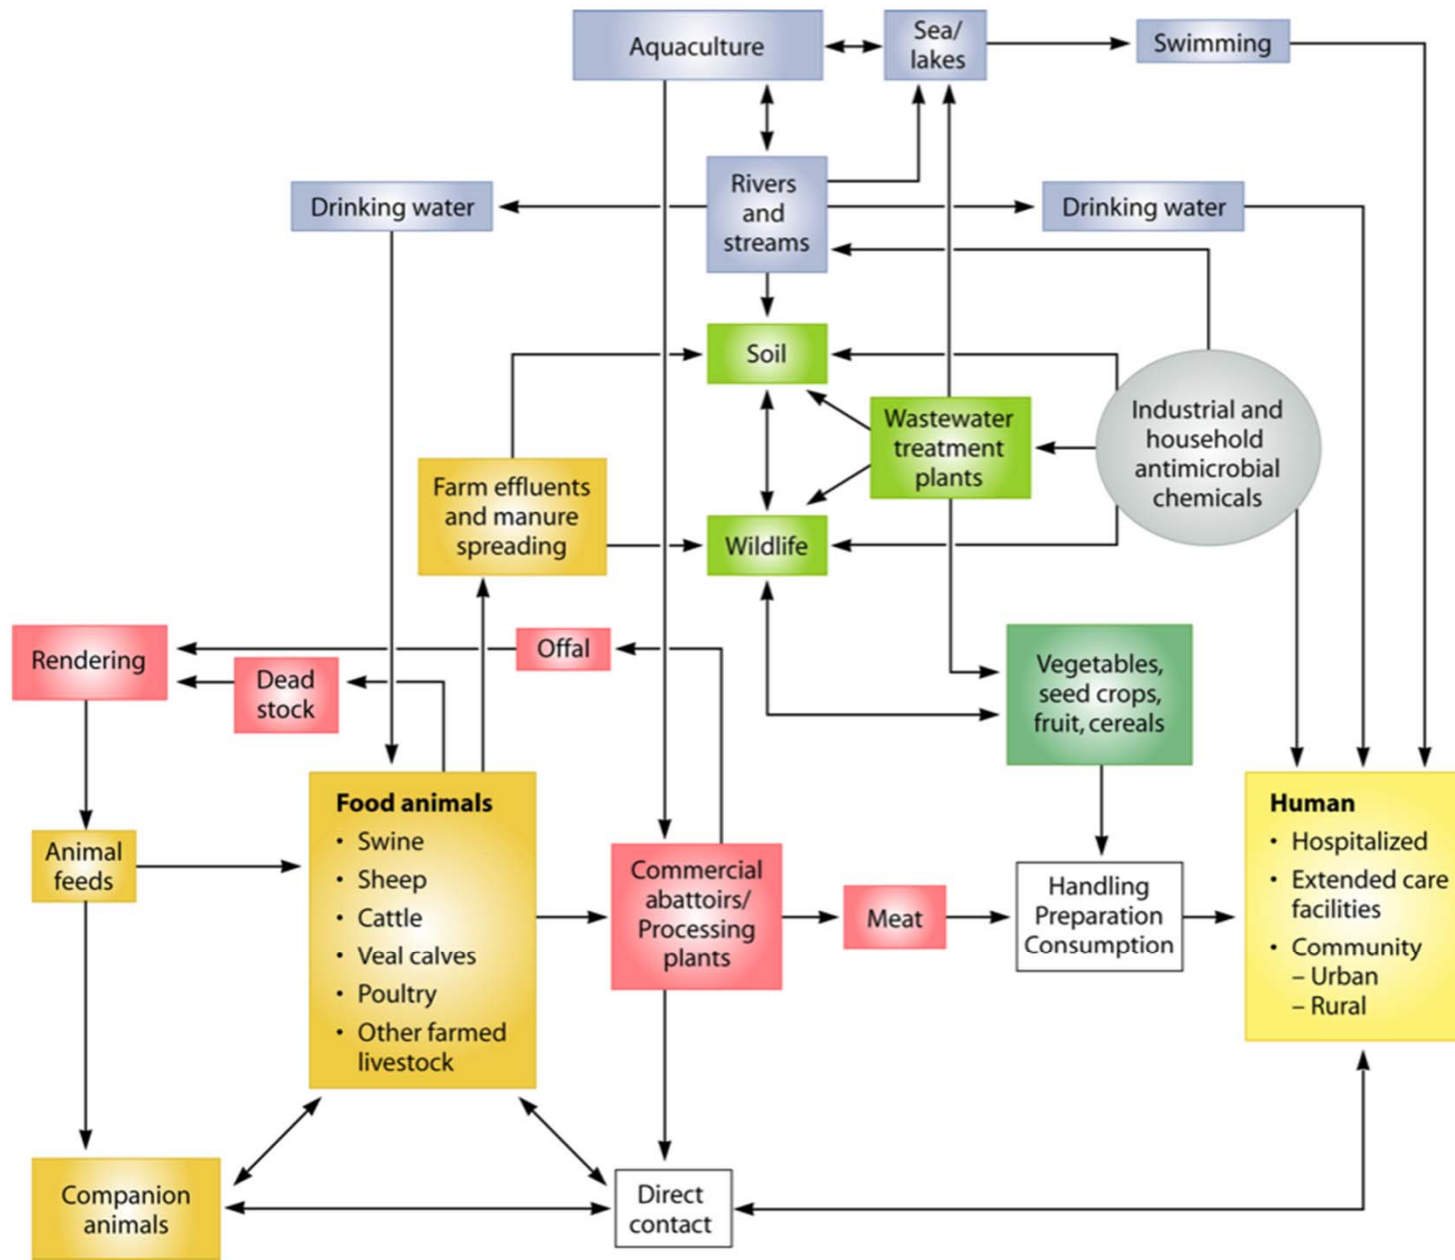 Aquaculture
Sea/
lakes
Swimming
Drinking water
Rivers
and
streams
Drinking water
Soil
Wastewater
treatment
plants
Industrial and
household
antimicrobial
chemicals
Farm effluents
and manure
spreading
Wildlife
Rendering
Dead
stock
Offal
Vegetables,
seed crops,
fruit, cereals
Animal
feeds
Food animals
• Swine
• Sheep
• Cattle
• Veal calves
• Poultry
• Other farmed
livestock
Commercial
abattoirs/
Processing
plants
Meat
Handling
Preparation
Consumption
Human
• Hospitalized
• Extended care
facilities
• Community
– Urban
– Rural
Companion
animals
Direct
contact